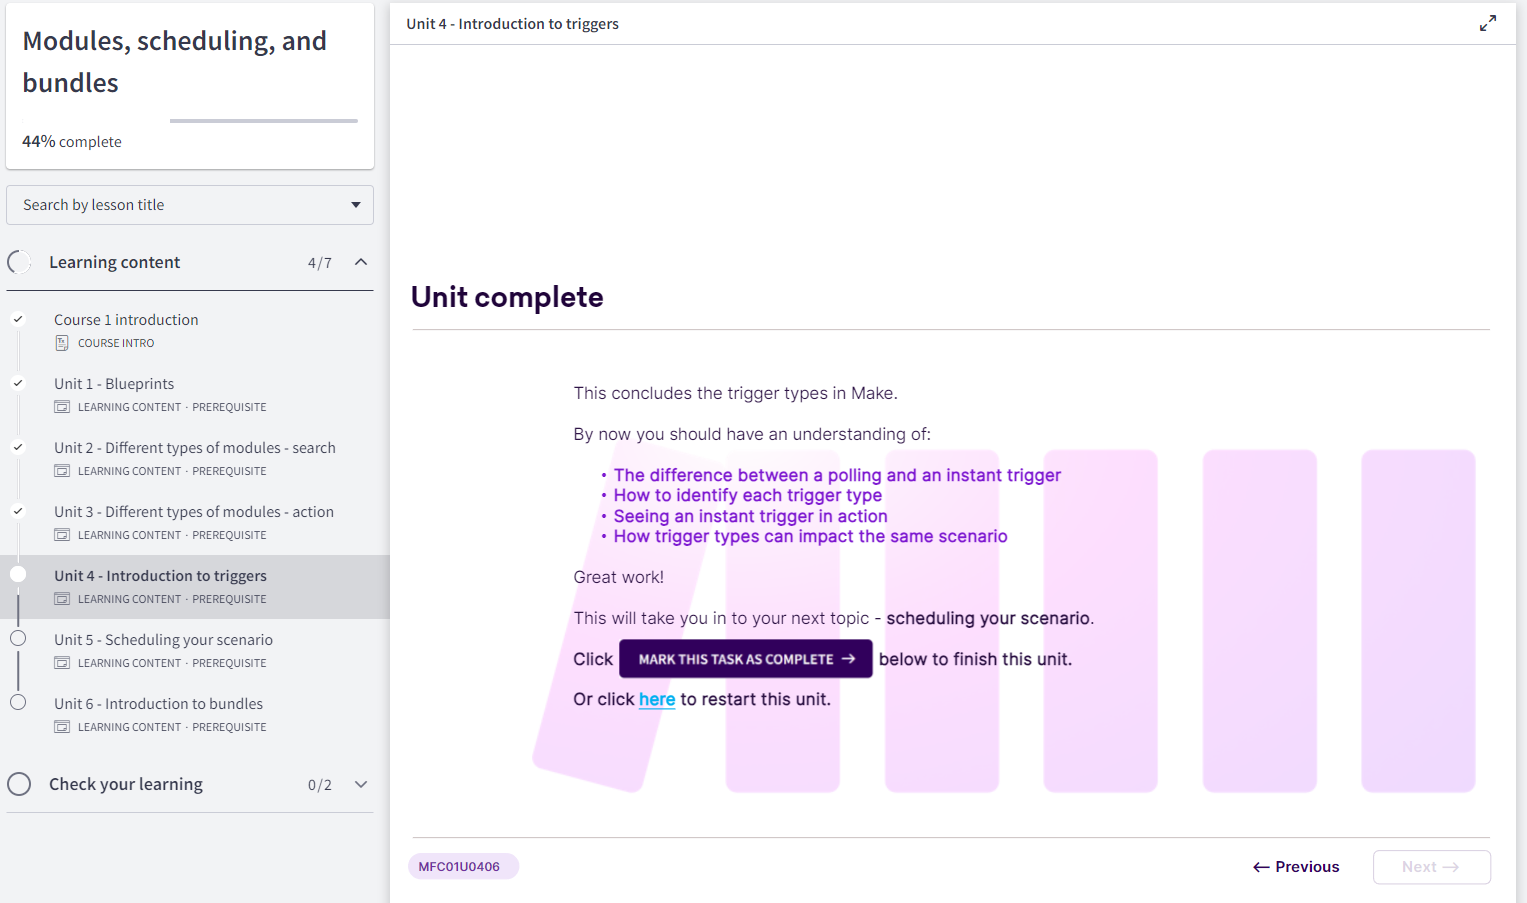 Modules, scheduling, and
bundles
44% complete
Search by lesson title
Learning content 4/7
Course 1 introduction
COURSE INTRO
Unit 1 - Blueprints
LEARNING CONTENT · PREREQUISITE
Unit 2 - Different types of modules - search
LEARNING CONTENT · PREREQUISITE
Unit 3 - Different types of modules - action
LEARNING CONTENT · PREREQUISITE
Unit 4 - Introduction to triggers
LEARNING CONTENT · PREREQUISITE
Unit 5 - Scheduling your scenario
LEARNING CONTENT · PREREQUISITE
Unit 6 - Introduction to bundles
LEARNING CONTENT · PREREQUISITE
Check your learning 0/2
Unit 4 - Introduction to triggers
Unit complete
This concludes the trigger types in Make.
By now you should have an understanding of:
• The difference between a polling and an instant trigger
• How to identify each trigger type
• Seeing an instant trigger in action
• How trigger types can impact the same scenario
Great work!
This will take you in to your next topic - scheduling your scenario.
Click MARK THIS TASK AS COMPLETE → below to finish this unit.
Or click here to restart this unit.
MFC01U0406
← Previous
Next →